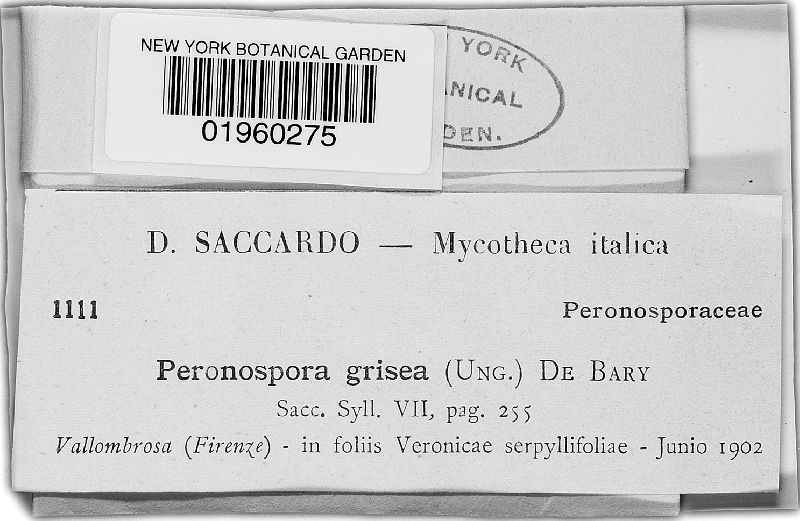 NEW YORK BOTANICAL GARDEN
01960275
YORK
NICAL
DEN.
D. SACCARDO — Mycotheca italica
1111 Peronosporaceae
Peronospora grisea (UNG.) DE BARY
Sacc. Syll. VII, pag. 255
Vallombrosa (Firenze) - in foliis Veronicae serpyllifoliae - Junio 1902